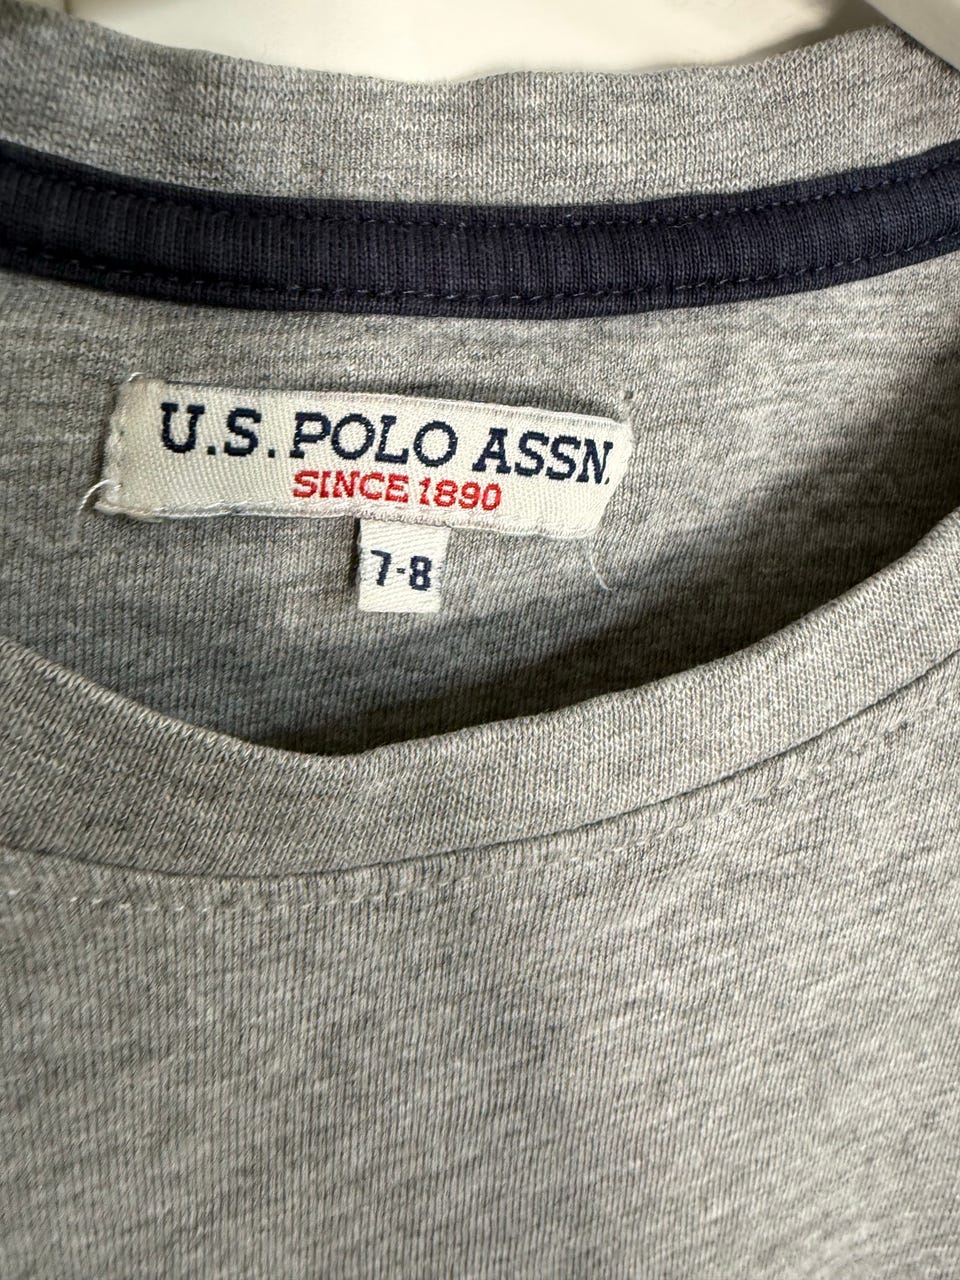 U.S. POLO ASSN.
SINCE 1890
7-8